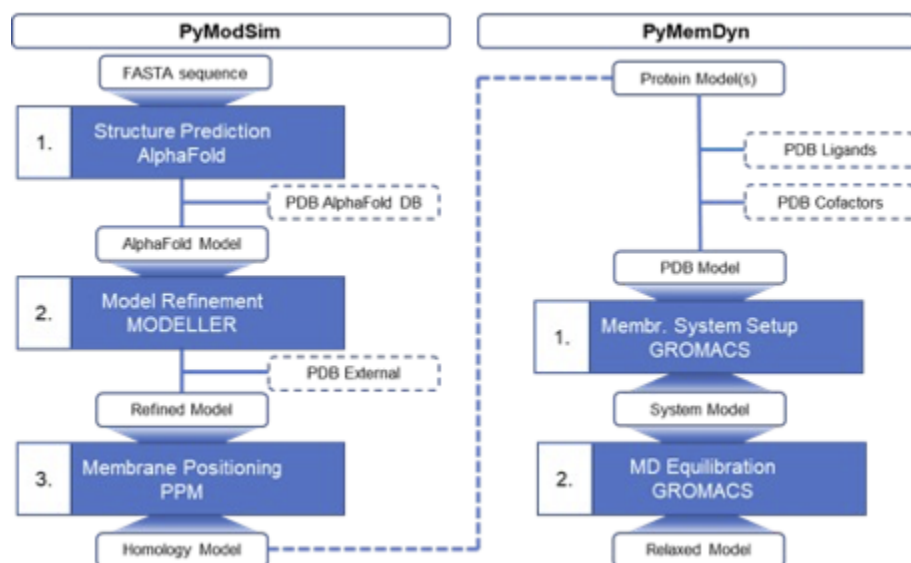 PyModSim
FASTA sequence
1.
Structure Prediction
AlphaFold
PDB AlphaFold DB
AlphaFold Model
2.
Model Refinement
MODELLER
PDB External
Refined Model
3.
Membrane Positioning
PPM
Homology Model
PyMemDyn
Protein Model(s)
PDB Ligands
PDB Cofactors
PDB Model
1.
Membr. System Setup
GROMACS
System Model
2.
MD Equilibration
GROMACS
Relaxed Model